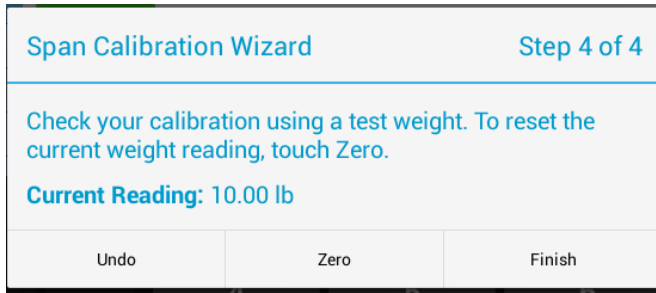 Span Calibration Wizard Step 4 of 4
Check your calibration using a test weight. To reset the
current weight reading, touch Zero.
Current Reading: 10.00 lb
Undo Zero Finish